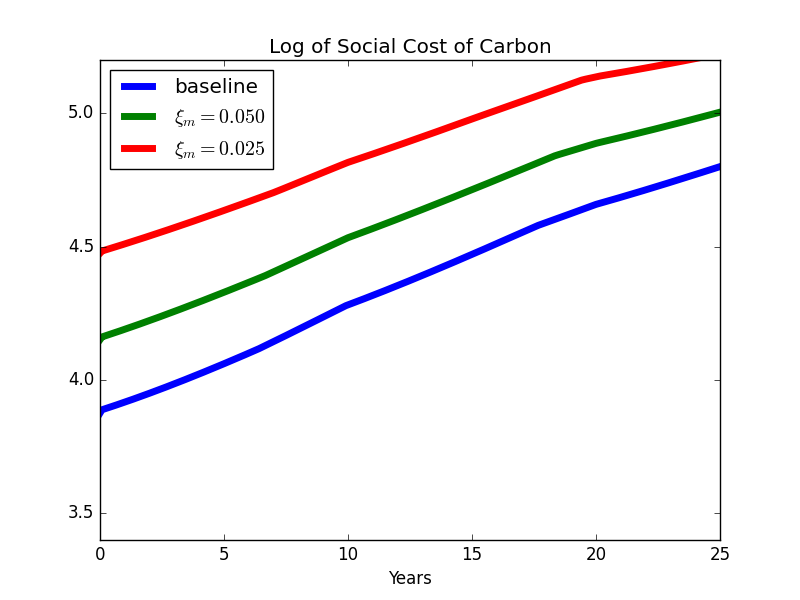 Log of Social Cost of Carbon
baseline
ξₘ = 0.050
ξₘ = 0.025
5.0
4.5
4.0
3.5
0 5 10 15 20 25
Years